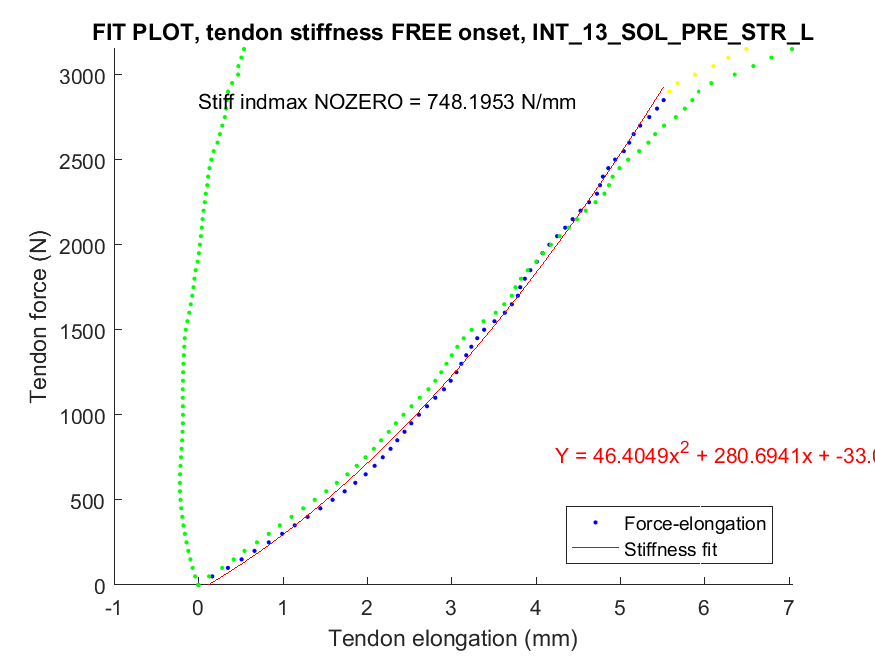 FIT PLOT, tendon stiffness FREE onset, INT_13_SOL_PRE_STR_L
3000
Stiff indmax NOZERO = 748.1953 N/mm
2500
2000
Tendon force (N)
1500
1000
Y = 46.4049x² + 280.6941x + -33.
500
Force-elongation
Stiffness fit
0
-1 0 1 2 3 4 5 6 7
Tendon elongation (mm)